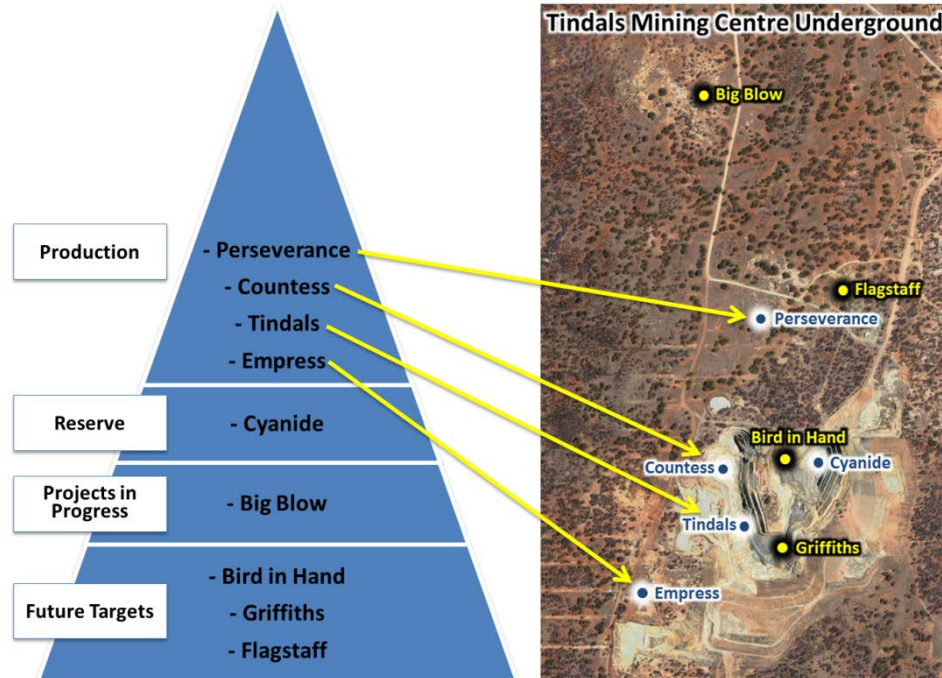 Tindals Mining Centre Underground
Production
- Perseverance
- Countess
- Tindals
- Empress
Reserve
- Cyanide
Projects in
Progress
- Big Blow
Future Targets
- Bird in Hand
- Griffiths
- Flagstaff
Big Blow
Flagstaff
Perseverance
Bird in Hand
Countess
Cyanide
Tindals
Griffiths
Empress